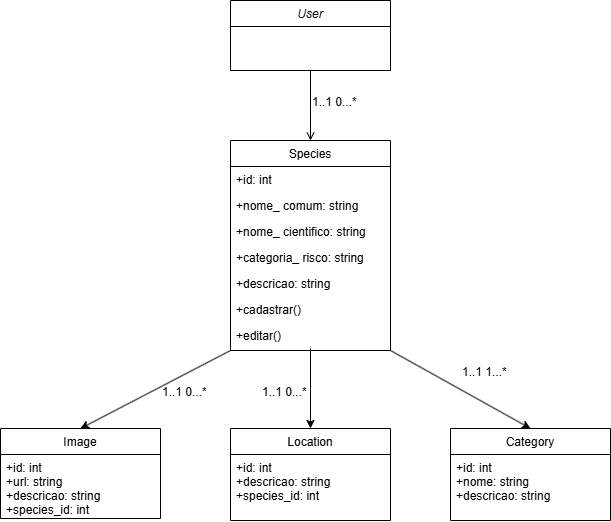 User
1..1 0...*
Species
+id: int
+nome_ comum: string
+nome_ cientifico: string
+categoria_ risco: string
+descricao: string
+cadastrar()
+editar()
1..1 0...*
1..1 0...*
1..1 1...*
Image
+id: int
+url: string
+descricao: string
+species_id: int
Location
+id: int
+descricao: string
+species_id: int
Category
+id: int
+nome: string
+descricao: string